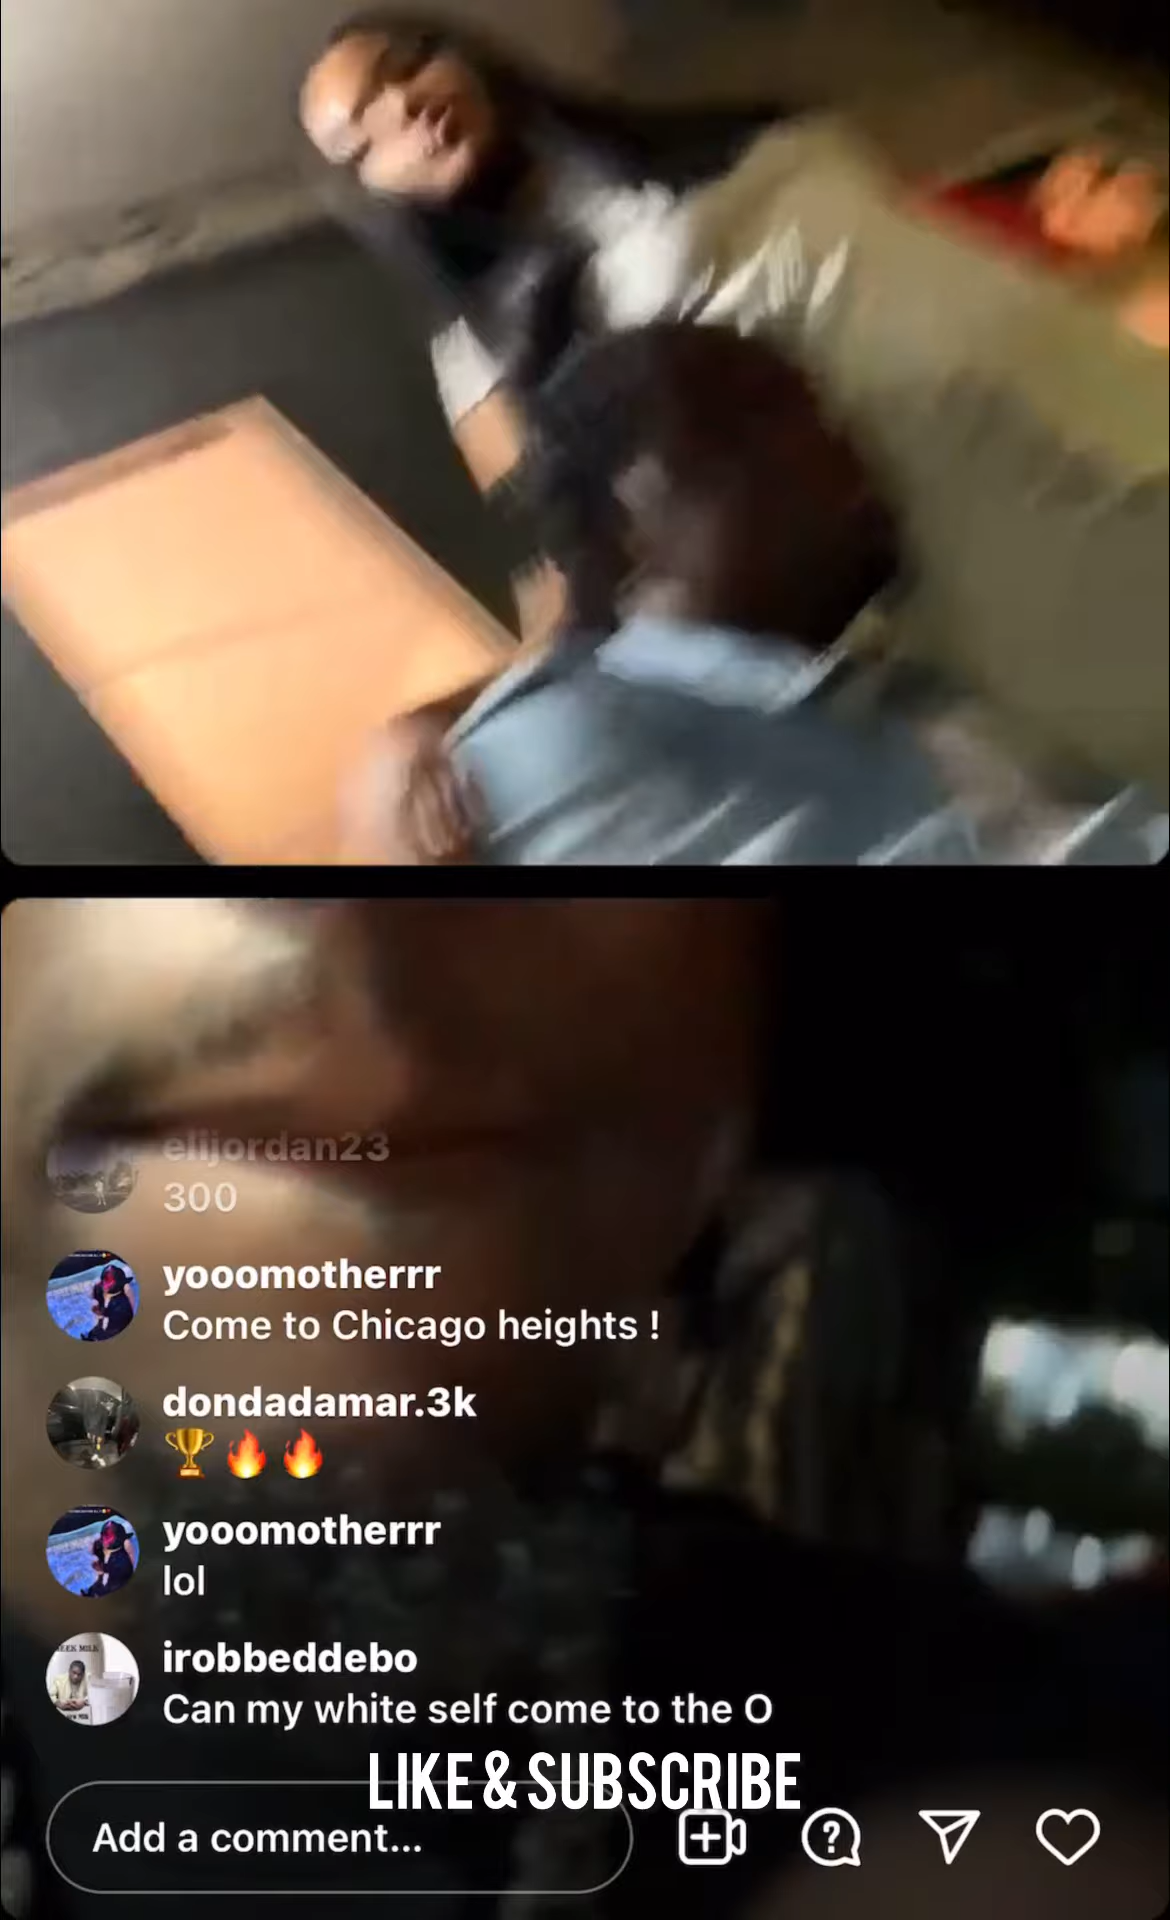 elijordan23
300
yooomotherrr
Come to Chicago heights !
dondadamar.3k
🏆🔥🔥
yooomotherrr
lol
irobbeddebo
Can my white self come to the O
LIKE & SUBSCRIBE
Add a comment...